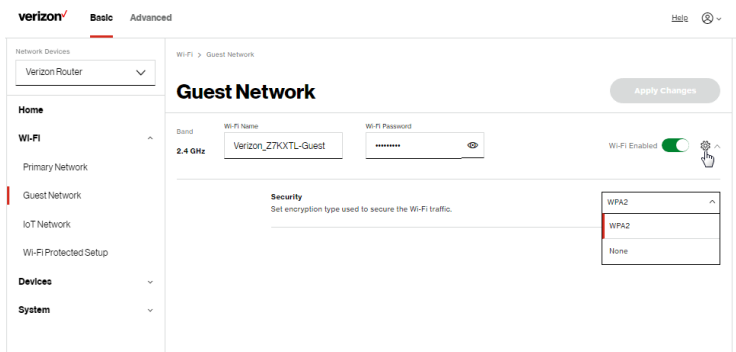 verizon Basic Advanced Help
Network Devices
Verizon Router
Home
Wi-Fi
Primary Network
Guest Network
IoT Network
Wi-Fi Protected Setup
Devices
System
Wi-Fi > Guest Network
Guest Network Apply Changes
Band Wi-Fi Name Wi-Fi Password
2.4 GHz Verizon_Z7KXTL-Guest ••••••••• Wi-Fi Enabled
Security
Set encryption type used to secure the Wi-Fi traffic.
WPA2
WPA2
None